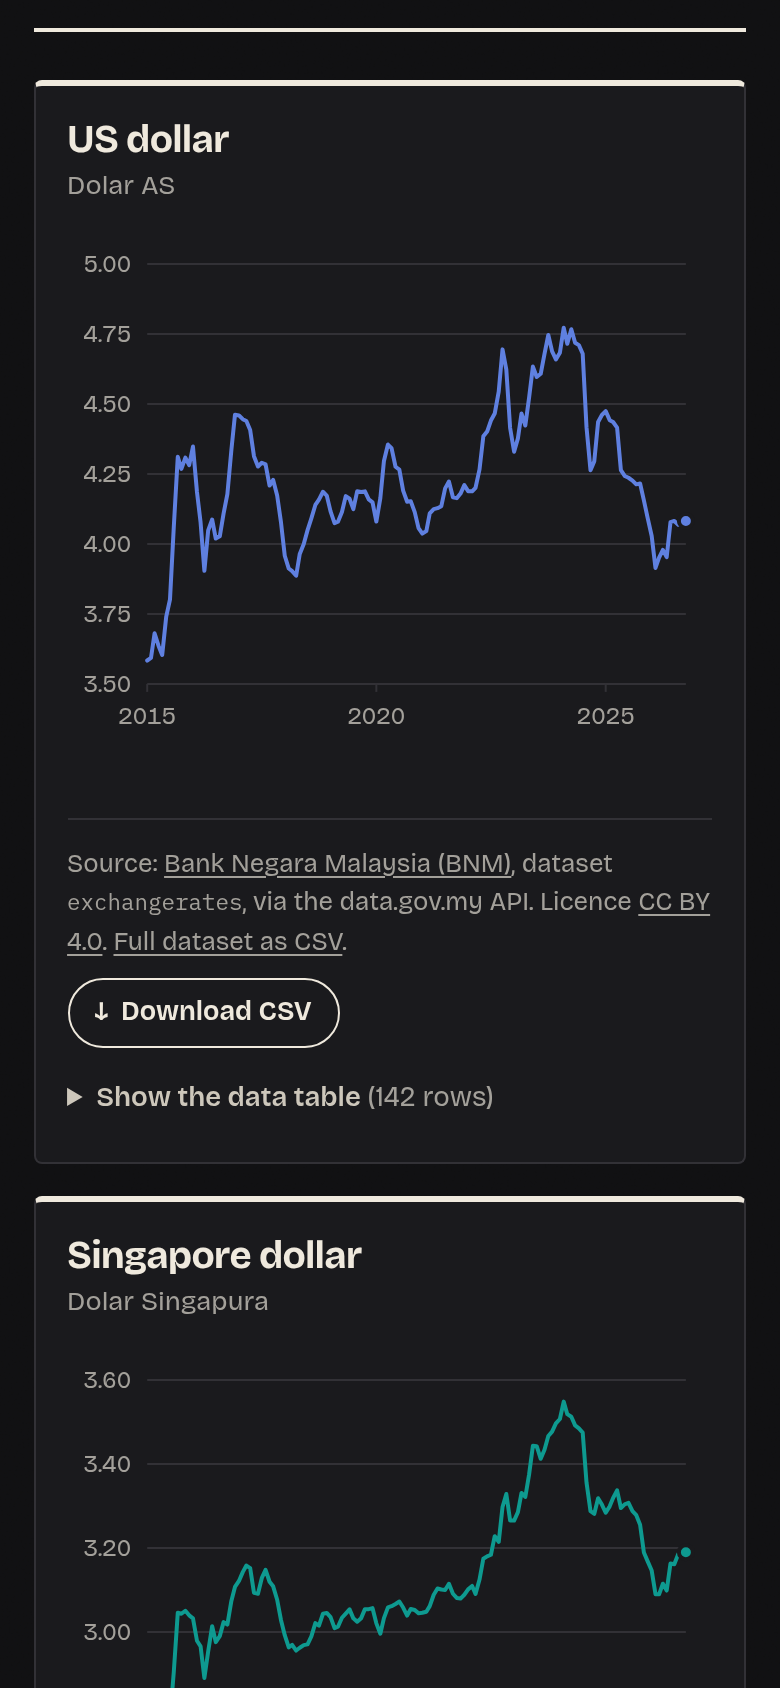 US dollar
Dolar AS
5.00
4.75
4.50
4.25
4.00
3.75
3.50
2015 2020 2025
Source: Bank Negara Malaysia (BNM), dataset
exchangerates, via the data.gov.my API. Licence CC BY
4.0. Full dataset as CSV.
↓ Download CSV
▶ Show the data table (142 rows)
Singapore dollar
Dolar Singapura
3.60
3.40
3.20
3.00